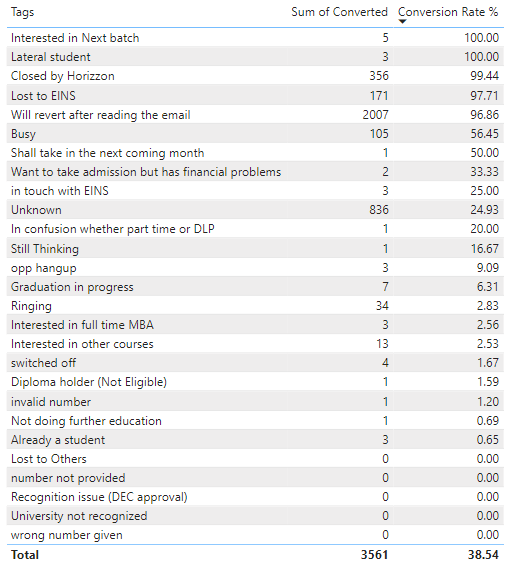 Tags Sum of Converted Conversion Rate %
Interested in Next batch 5 100.00
Lateral student 3 100.00
Closed by Horizzon 356 99.44
Lost to EINS 171 97.71
Will revert after reading the email 2007 96.86
Busy 105 56.45
Shall take in the next coming month 1 50.00
Want to take admission but has financial problems 2 33.33
in touch with EINS 3 25.00
Unknown 836 24.93
In confusion whether part time or DLP 1 20.00
Still Thinking 1 16.67
opp hangup 3 9.09
Graduation in progress 7 6.31
Ringing 34 2.83
Interested in full time MBA 3 2.56
Interested in other courses 13 2.53
switched off 4 1.67
Diploma holder (Not Eligible) 1 1.59
invalid number 1 1.20
Not doing further education 1 0.69
Already a student 3 0.65
Lost to Others 0 0.00
number not provided 0 0.00
Recognition issue (DEC approval) 0 0.00
University not recognized 0 0.00
wrong number given 0 0.00
Total 3561 38.54